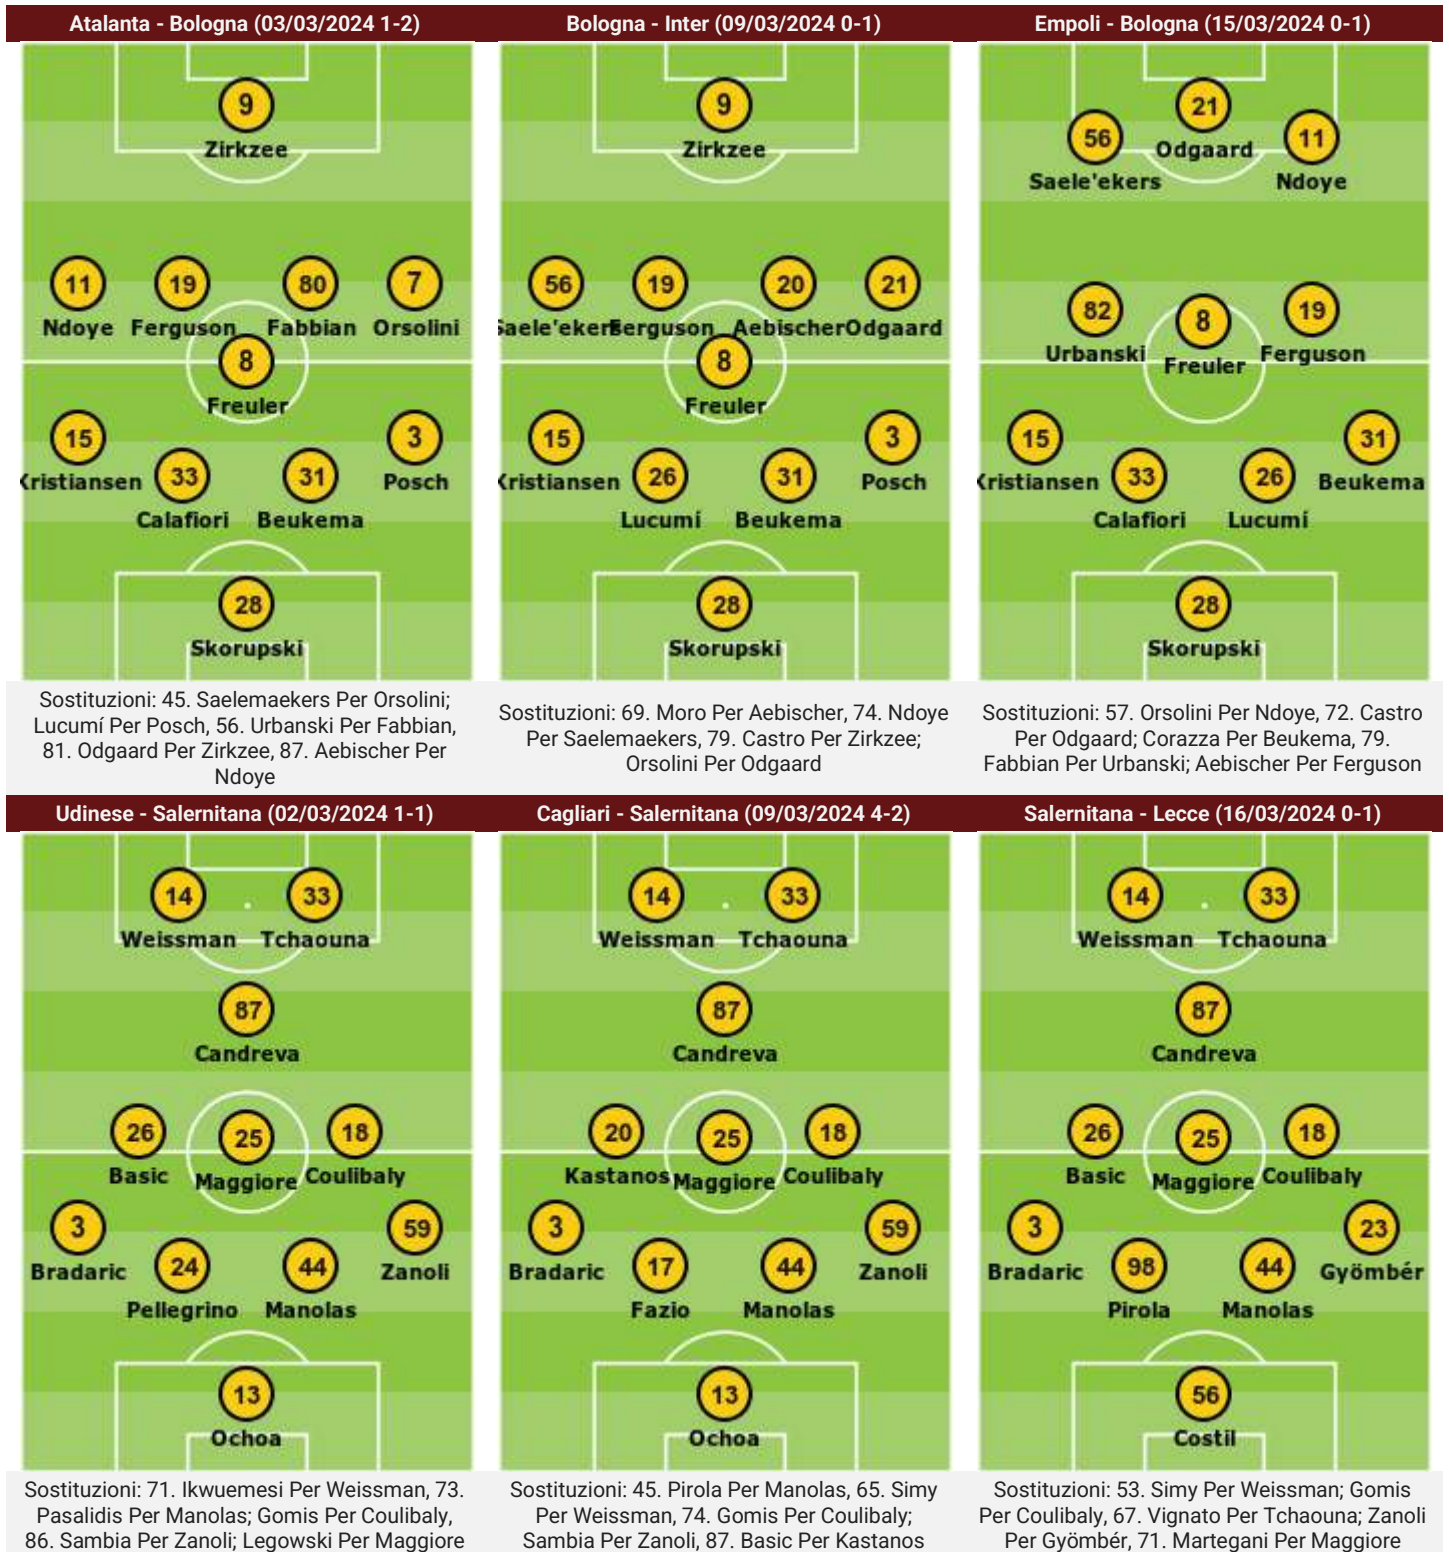 Atalanta - Bologna (03/03/2024 1-2)
9
Zirkzee
11 19 80 7
Ndoye Ferguson Fabbian Orsolini
8
Freuler
15 33 31 3
Kristiansen Calafiori Beukema Posch
28
Skorupski
Sostituzioni: 45. Saelemaekers Per Orsolini;
Lucumí Per Posch, 56. Urbanski Per Fabbian,
81. Odgaard Per Zirkzee, 87. Aebischer Per
Ndoye
Bologna - Inter (09/03/2024 0-1)
9
Zirkzee
56 19 20 21
Saele'ekers Ferguson Aebischer Odgaard
8
Freuler
15 26 31 3
Kristiansen Lucumí Beukema Posch
28
Skorupski
Sostituzioni: 69. Moro Per Aebischer, 74. Ndoye
Per Saelemaekers, 79. Castro Per Zirkzee;
Orsolini Per Odgaard
Empoli - Bologna (15/03/2024 0-1)
56 21 11
Saele'ekers Odgaard Ndoye
82 8 19
Urbanski Freuler Ferguson
15 33 26 31
Kristiansen Calafiori Lucumí Beukema
28
Skorupski
Sostituzioni: 57. Orsolini Per Ndoye, 72. Castro
Per Odgaard; Corazza Per Beukema, 79.
Fabbian Per Urbanski; Aebischer Per Ferguson
Udinese - Salernitana (02/03/2024 1-1)
14 33
Weissman Tchaouna
87
Candreva
26 25 18
Basic Maggiore Coulibaly
3 24 44 59
Bradaric Pellegrino Manolas Zanoli
13
Ochoa
Sostituzioni: 71. Ikwuemesi Per Weissman, 73.
Pasalidis Per Manolas; Gomis Per Coulibaly,
86. Sambia Per Zanoli; Legowski Per Maggiore
Cagliari - Salernitana (09/03/2024 4-2)
14 33
Weissman Tchaouna
87
Candreva
20 25 18
Kastanos Maggiore Coulibaly
3 17 44 59
Bradaric Fazio Manolas Zanoli
13
Ochoa
Sostituzioni: 45. Pirola Per Manolas, 65. Simy
Per Weissman, 74. Gomis Per Coulibaly;
Sambia Per Zanoli, 87. Basic Per Kastanos
Salernitana - Lecce (16/03/2024 0-1)
14 33
Weissman Tchaouna
87
Candreva
26 25 18
Basic Maggiore Coulibaly
3 98 44 23
Bradaric Pirola Manolas Gyömbér
56
Costil
Sostituzioni: 53. Simy Per Weissman; Gomis
Per Coulibaly, 67. Vignato Per Tchaouna; Zanoli
Per Gyömbér, 71. Martegani Per Maggiore